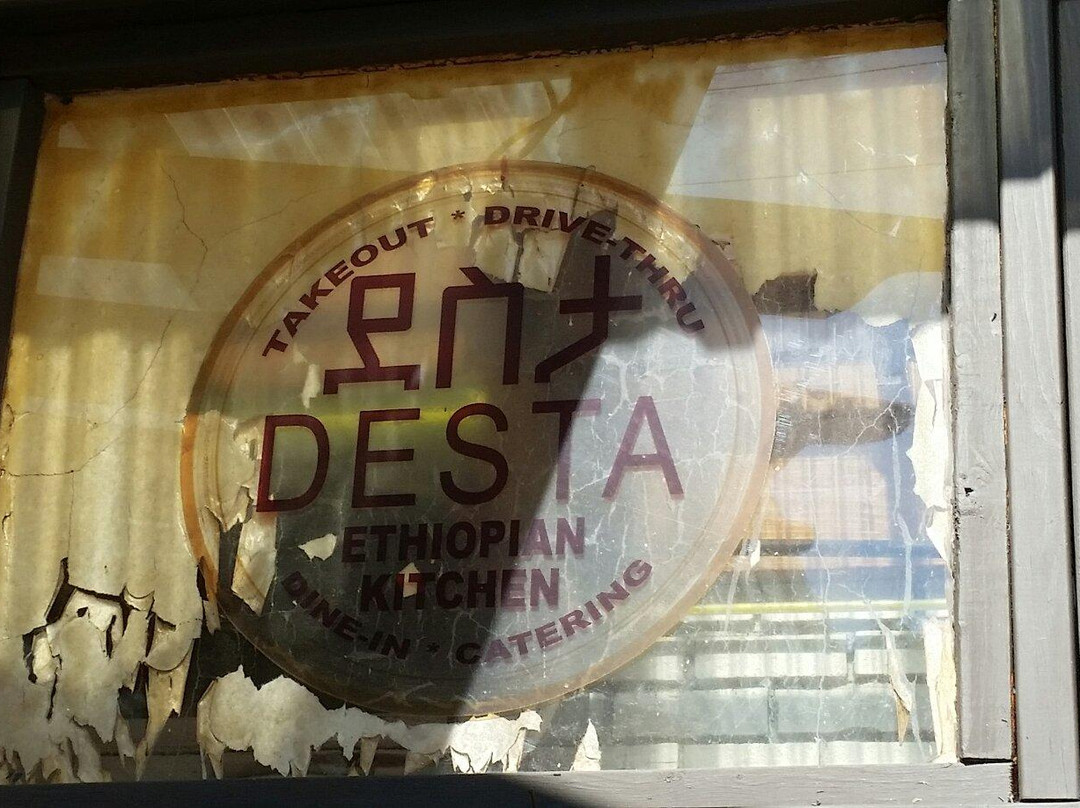 TAKEOUT * DRIVE-THRU
ደስታ
DESTA
ETHIOPIAN
KITCHEN
DINE-IN * CATERING